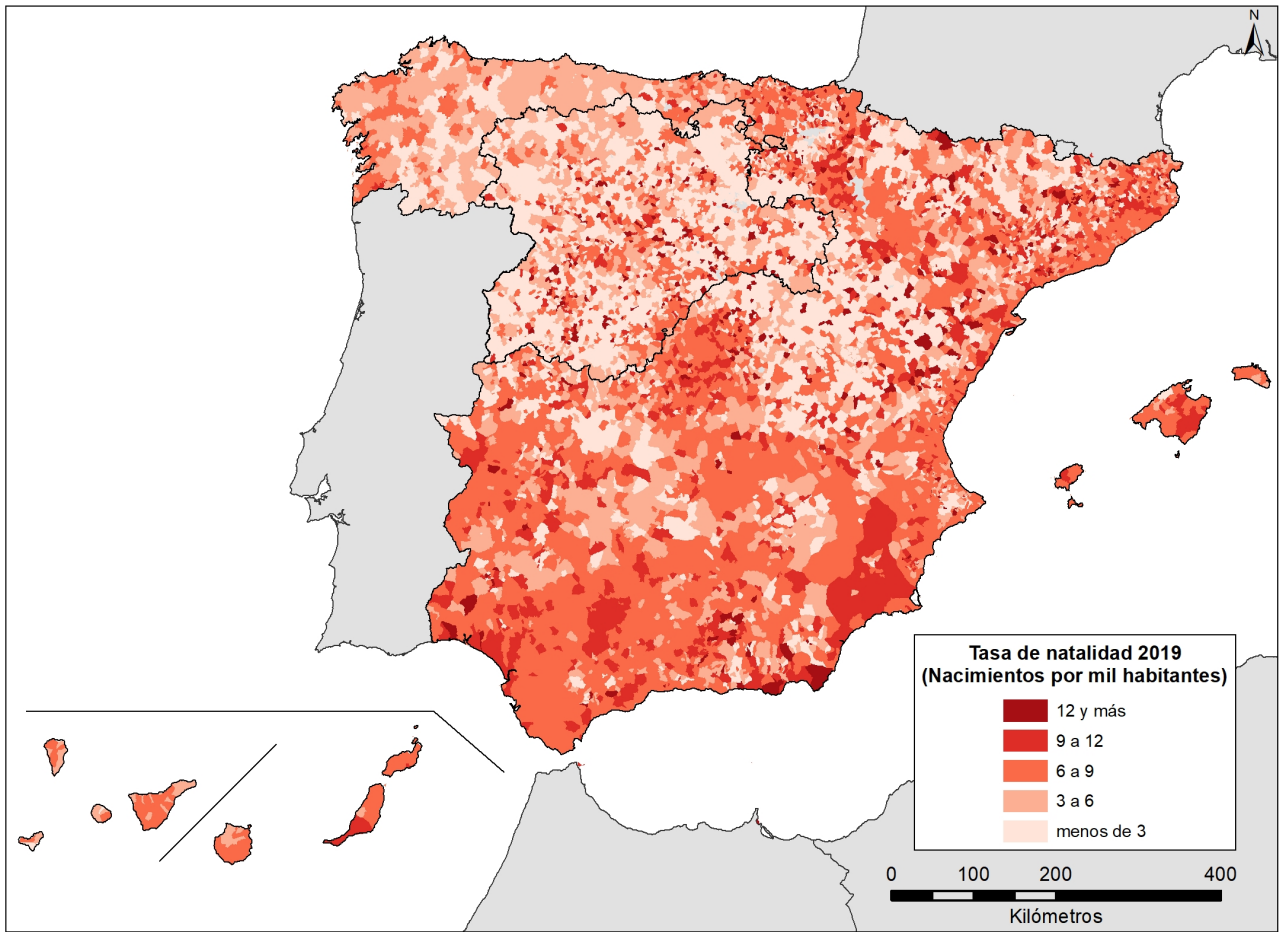 N
Tasa de natalidad 2019
(Nacimientos por mil habitantes)
12 y más
9 a 12
6 a 9
3 a 6
menos de 3
0 100 200 400
Kilómetros